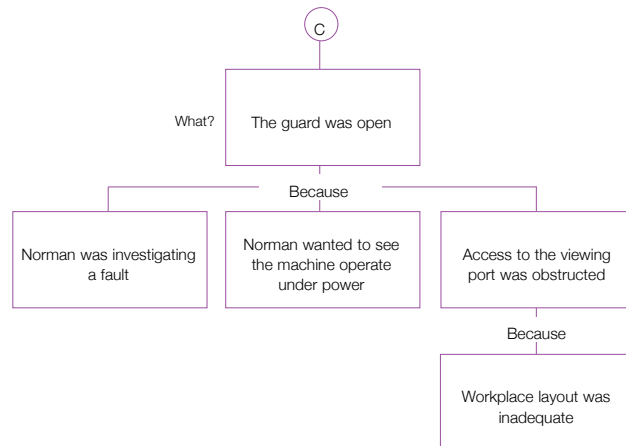 C
What?
The guard was open
Because
Norman was investigating
a fault
Norman wanted to see
the machine operate
under power
Access to the viewing
port was obstructed
Because
Workplace layout was
inadequate